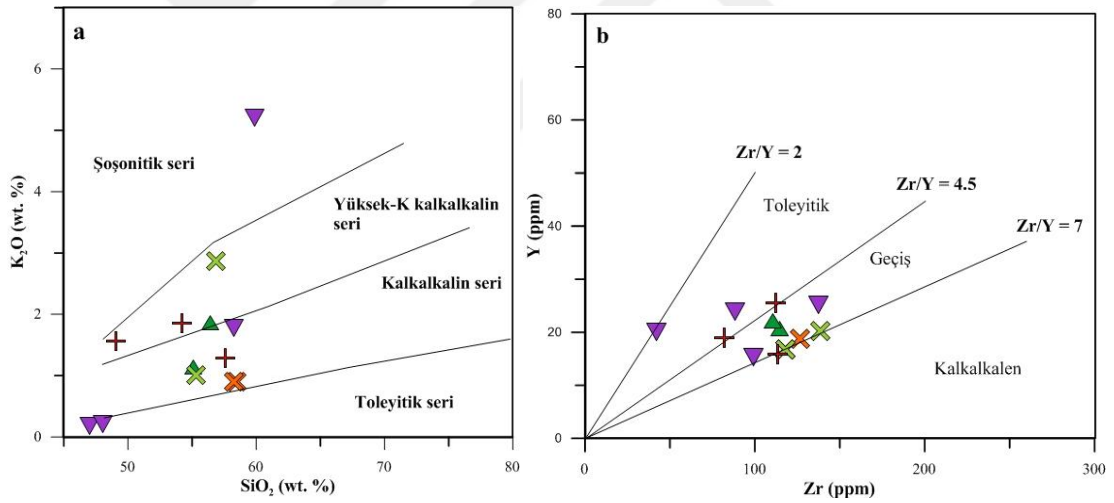 a
6
4
2
0
K₂O (wt. %)
Şoşonitik seri
Yüksek-K kalkalkalin
seri
Kalkalkalin seri
Toleyitik seri
50
60
70
80
SiO₂ (wt. %)
b
80
60
40
20
0
Y (ppm)
Zr/Y = 2
Toleyitik
Zr/Y = 4.5
Geçiş
Zr/Y = 7
Kalkalkalen
0
100
200
300
Zr (ppm)